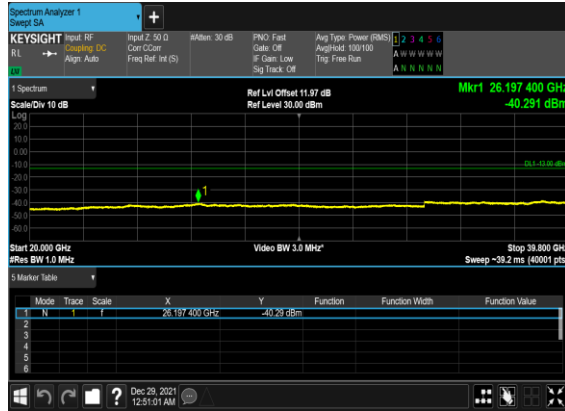 Spectrum Analyzer 1
Swept SA
+
KEYSIGHT Input: RF Input Z: 50 Ω #Atten: 30 dB PNO: Fast Avg Type: Power (RMS) 1 2 3 4 5 6
RL Coupling: DC Corr CCorr Gate: Off Avg|Hold: 100/100 A W W W W W
Align: Auto Freq Ref: Int (S) IF Gain: Low Trig: Free Run
Sig Track: Off A N N N N N
1 Spectrum Ref Lvl Offset 11.97 dB Mkr1 26.197 400 GHz
Scale/Div 10 dB Ref Level 30.00 dBm -40.291 dBm
Log
20.0
10.0
0.00
-10.0 DL1 -13.00 dBm
-20.0
-30.0
-40.0
-50.0
-60.0
1
Start 20.000 GHz Video BW 3.0 MHz* Stop 39.800 GHz
#Res BW 1.0 MHz Sweep ~39.2 ms (40001 pts)
5 Marker Table
Mode Trace Scale X Y Function Function Width Function Value
1 N 1 f 26.197 400 GHz -40.29 dBm
2
3
4
5
6
? Dec 29, 2021
12:51:01 AM